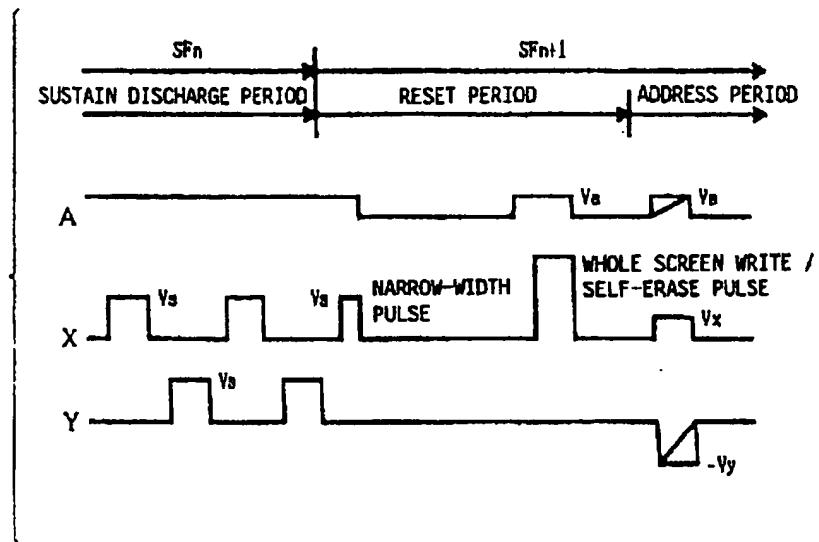 SFn
SFn+1
SUSTAIN DISCHARGE PERIOD
RESET PERIOD
ADDRESS PERIOD
A
Va
Va
X
Vs
Vs
NARROW-WIDTH
PULSE
WHOLE SCREEN WRITE /
SELF-ERASE PULSE
Vx
Y
Vs
-Vy